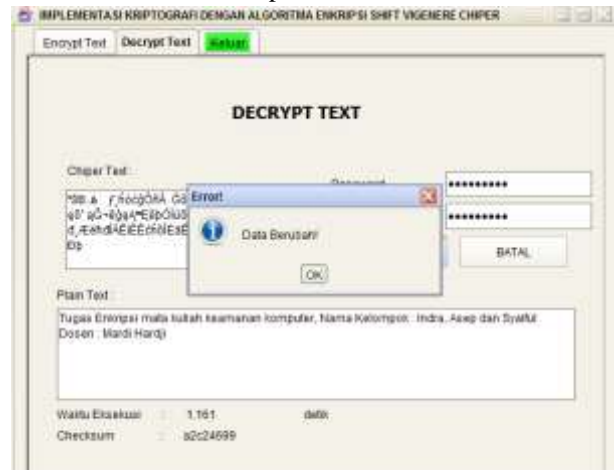 IMPLEMENTASI KRIPTOGRAFI DENGAN ALGORITMA ENKRIPSI SHIFT VIGENERE CHIPER
Encrypt Text Decrypt Text Keluar
DECRYPT TEXT
Chiper Text:
Password
Error!
Data Berubah!
OK
BATAL
Plain Text :
Tugas Enkripsi mata kuliah keamanan komputer, Nama Kelompok : Indra, Asep dan Syaiful
Dosen : Mardi Hardji
Waktu Eksekusi : 1.161 detik
Checksum : a2c24699